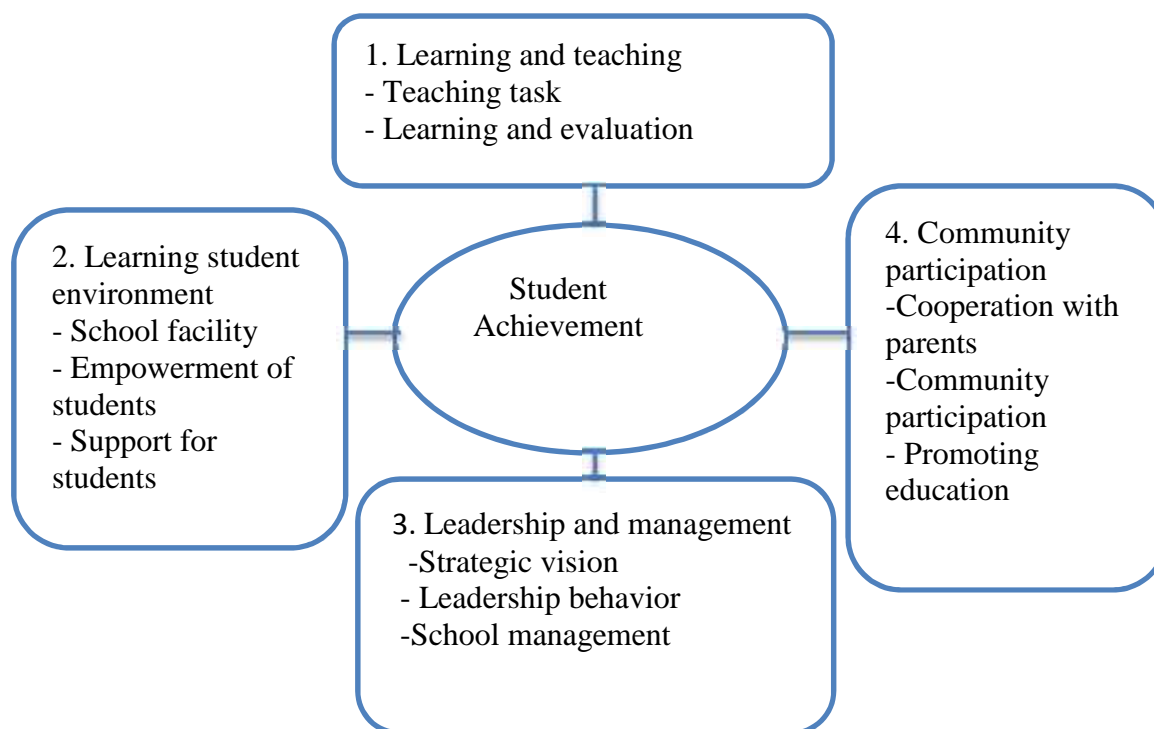 1. Learning and teaching
- Teaching task
- Learning and evaluation
2. Learning student
environment
- School facility
- Empowerment of
students
- Support for
students
Student
Achievement
4. Community
participation
-Cooperation with
parents
-Community
participation
- Promoting
education
3. Leadership and management
-Strategic vision
- Leadership behavior
-School management